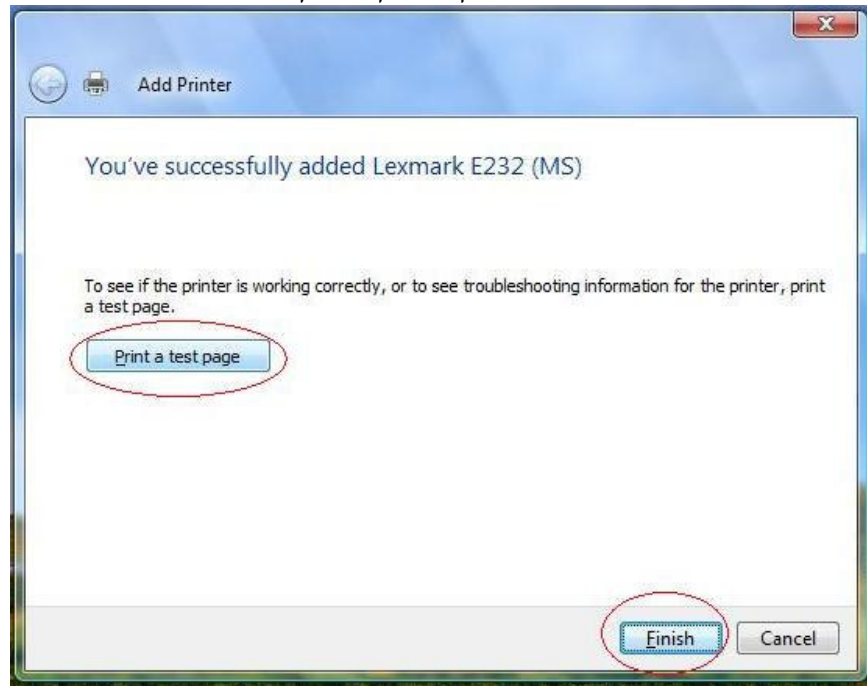 Add Printer
You've successfully added Lexmark E232 (MS)
To see if the printer is working correctly, or to see troubleshooting information for the printer, print
a test page.
Print a test page
Finish Cancel